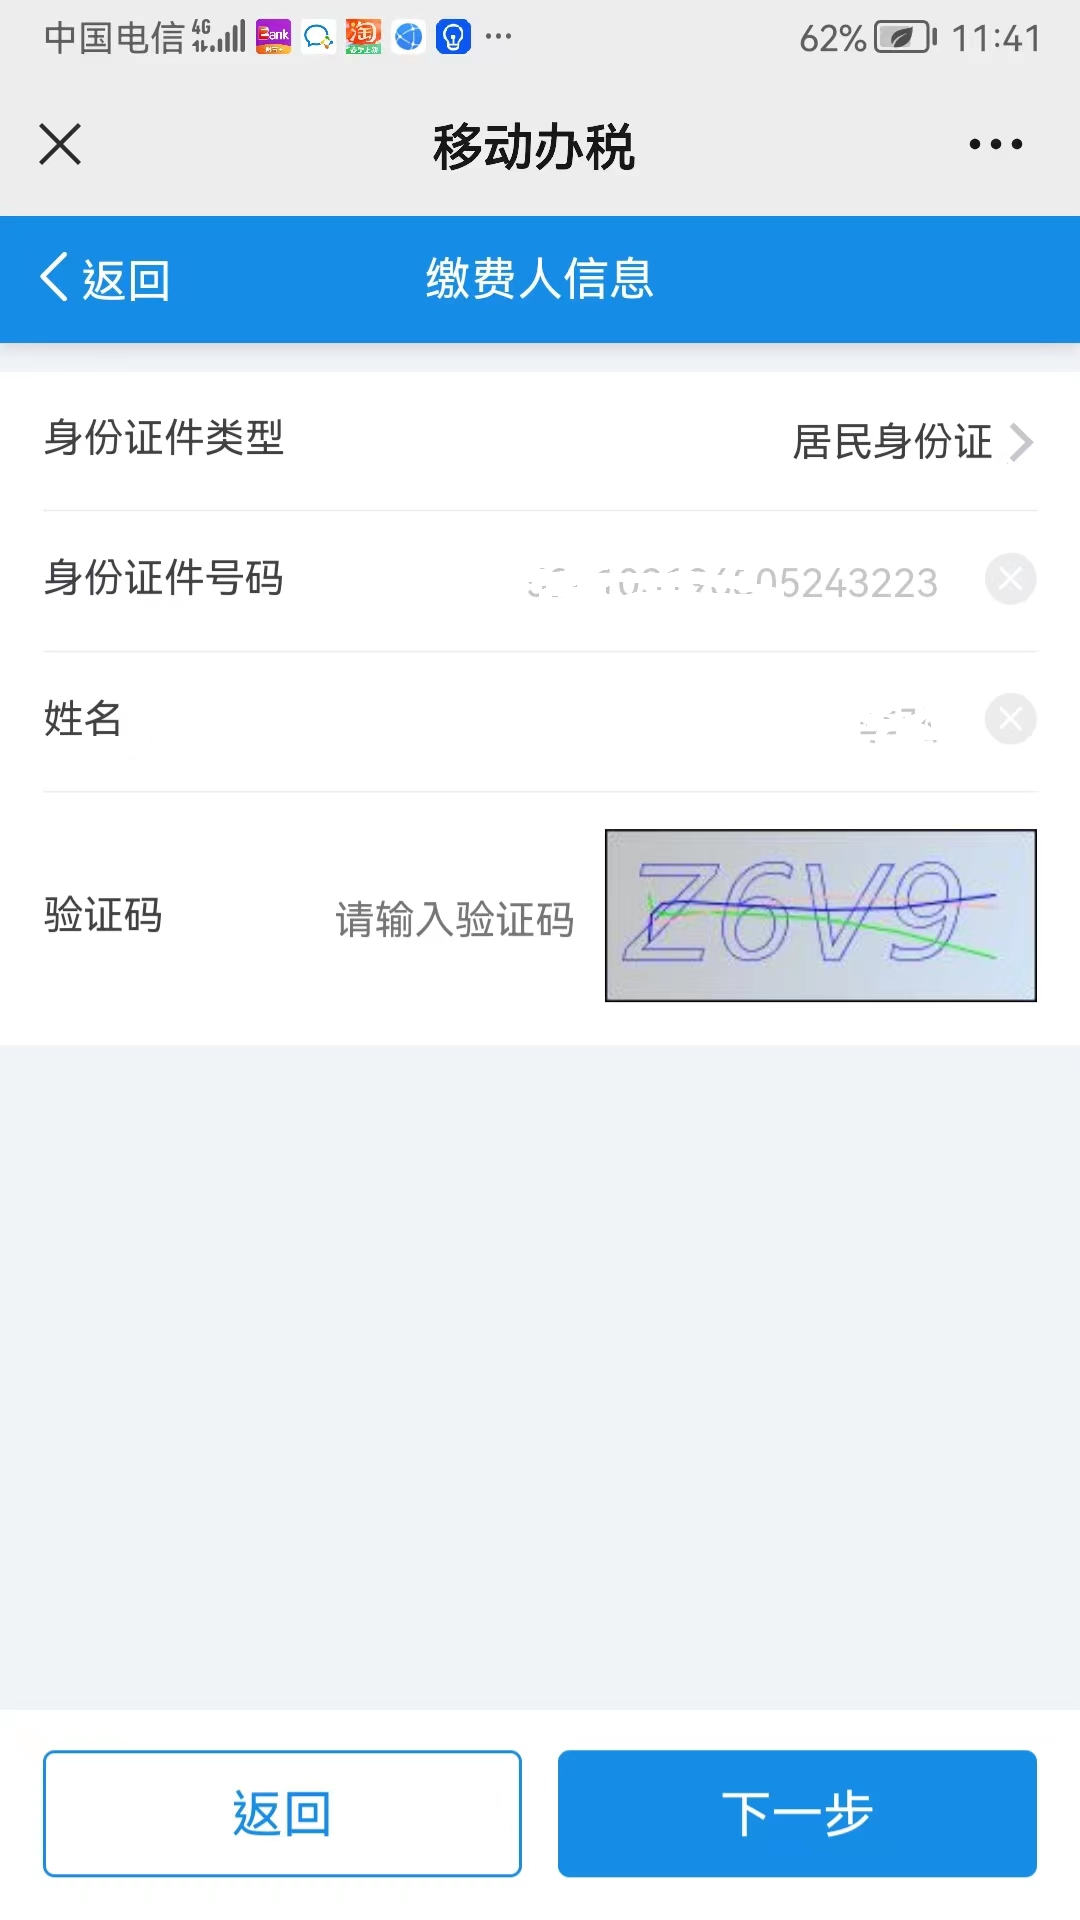 中国电信 4G 62% 11:41
移动办税
返回 缴费人信息
身份证件类型 居民身份证
身份证件号码 05243223
姓名
验证码 请输入验证码 Z6V9
返回 下一步